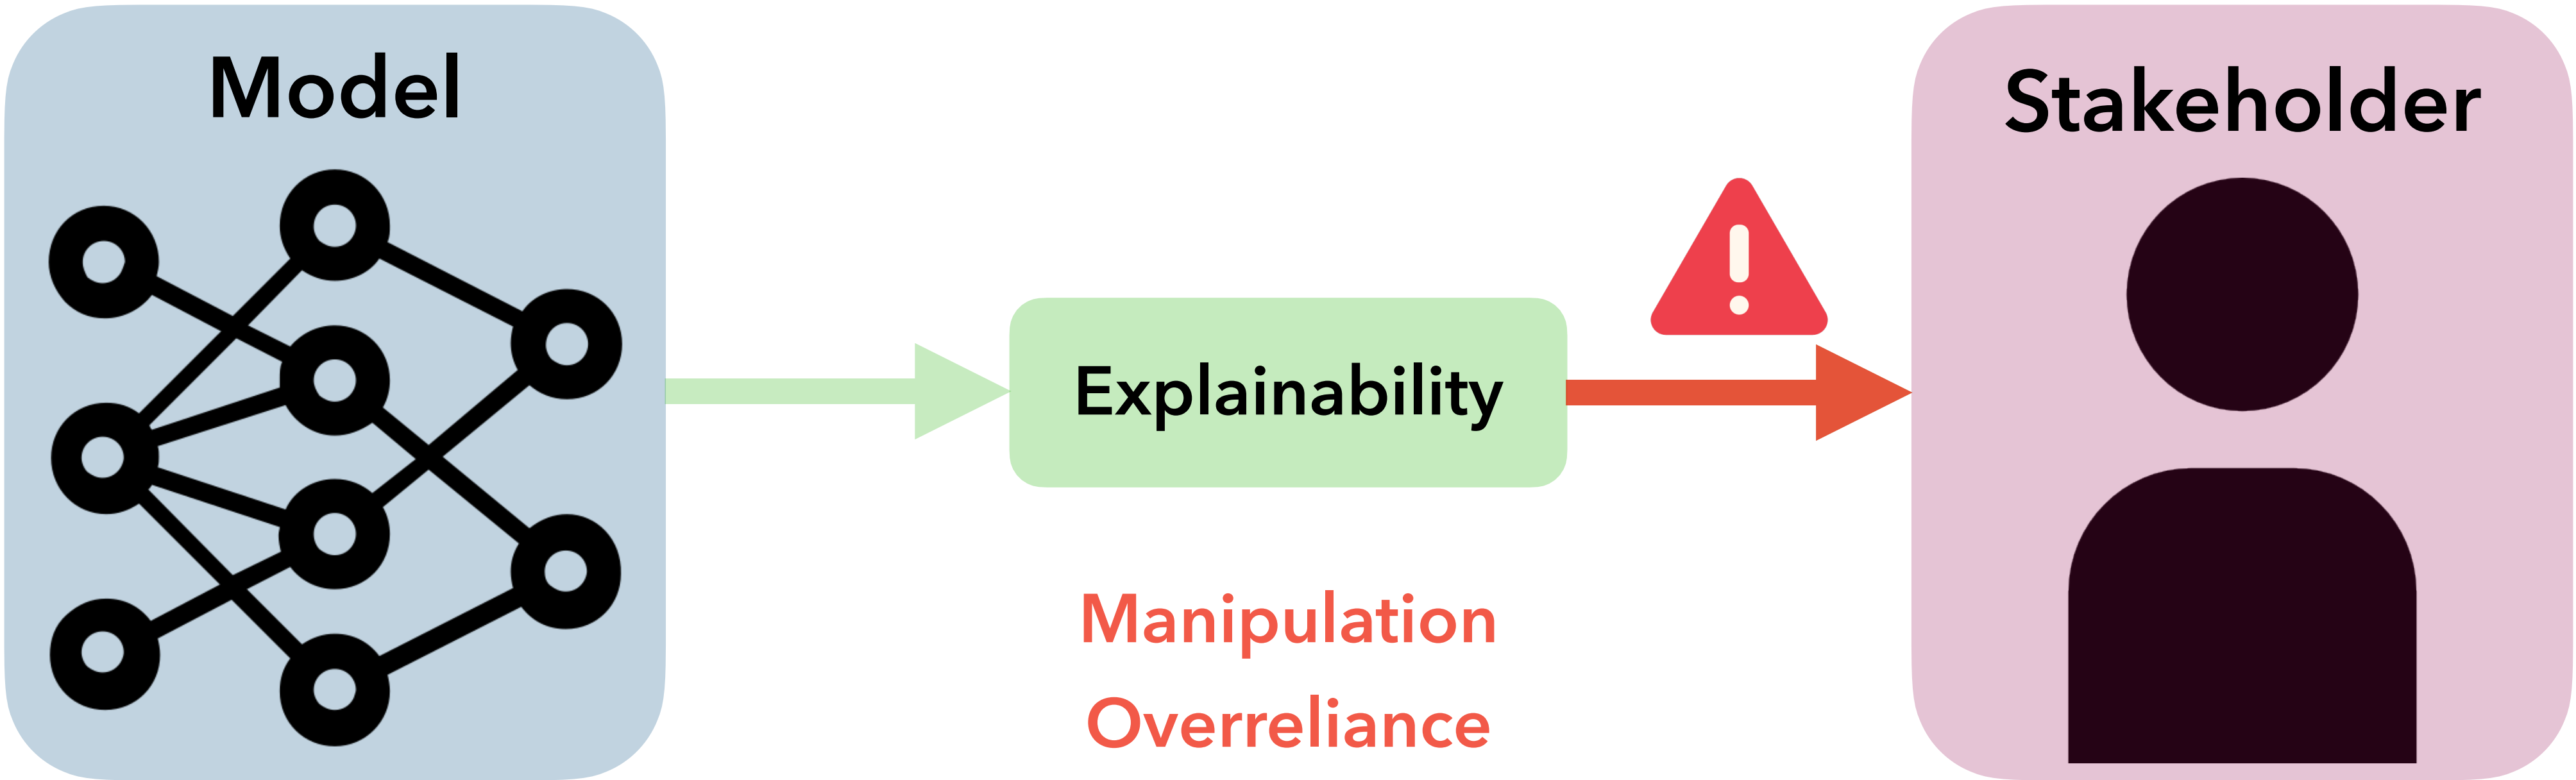 Model
Stakeholder
Explainability
Manipulation
Overreliance